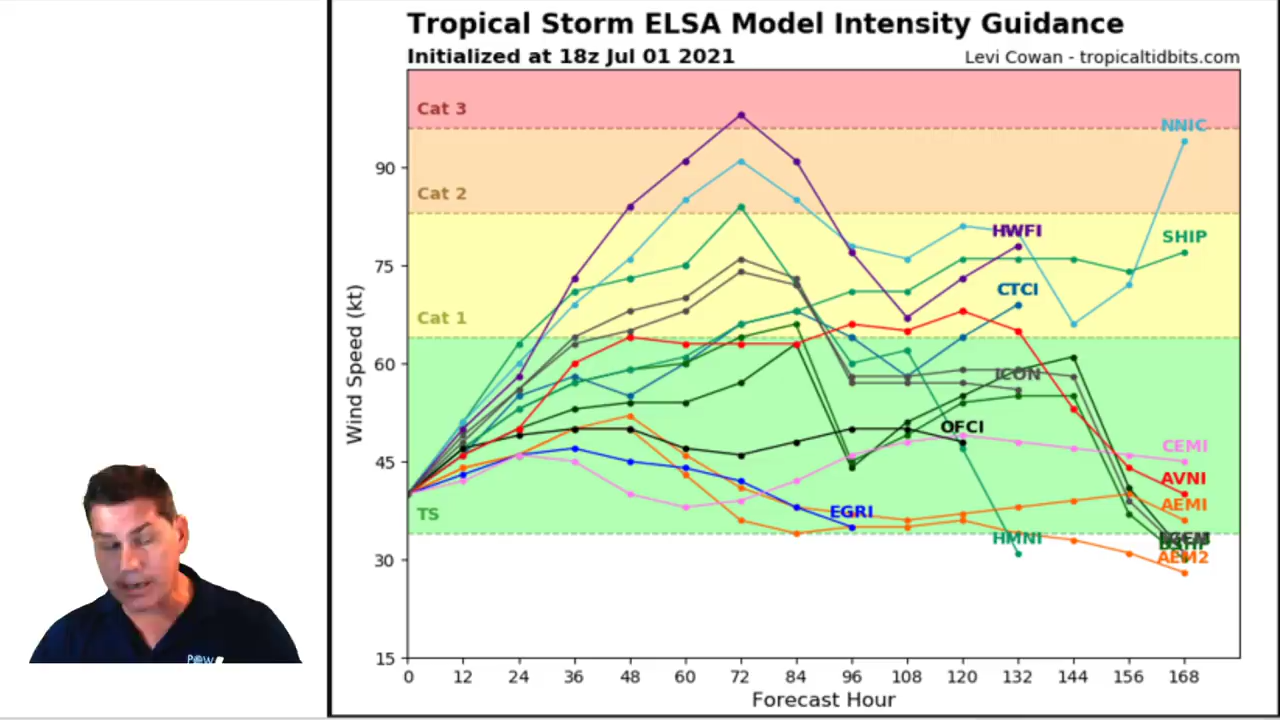 Tropical Storm ELSA Model Intensity Guidance
Initialized at 18z Jul 01 2021
Levi Cowan - tropicaltidbits.com
Cat 3
Cat 2
Cat 1
TS
NNIC
HWFI
SHIP
CTCI
ICON
OFCI
CEMI
AVNI
AEMI
EGRI
HMNI
AEM2
90
75
60
45
30
15
Wind Speed (kt)
0 12 24 36 48 60 72 84 96 108 120 132 144 156 168
Forecast Hour